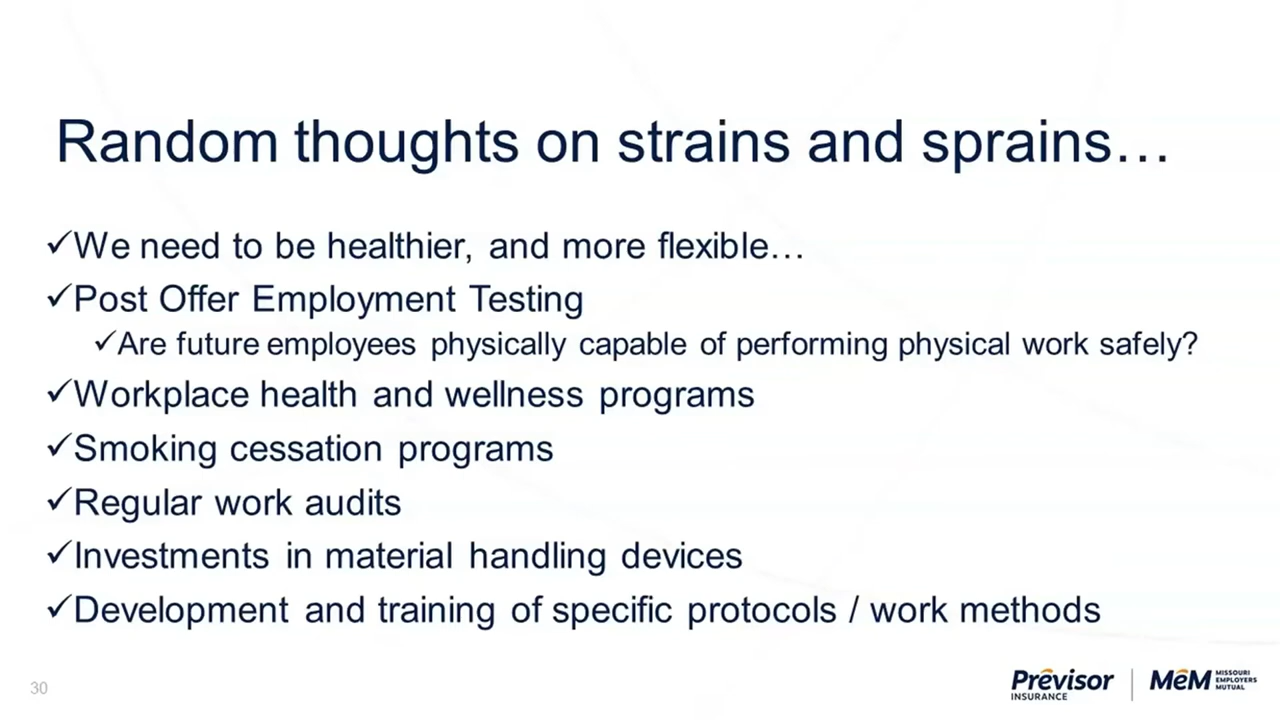 Random thoughts on strains and sprains…
✓We need to be healthier, and more flexible…
✓Post Offer Employment Testing
✓Are future employees physically capable of performing physical work safely?
✓Workplace health and wellness programs
✓Smoking cessation programs
✓Regular work audits
✓Investments in material handling devices
✓Development and training of specific protocols / work methods
30
Prēvisor
INSURANCE
MēM
MISSOURI
EMPLOYERS
MUTUAL